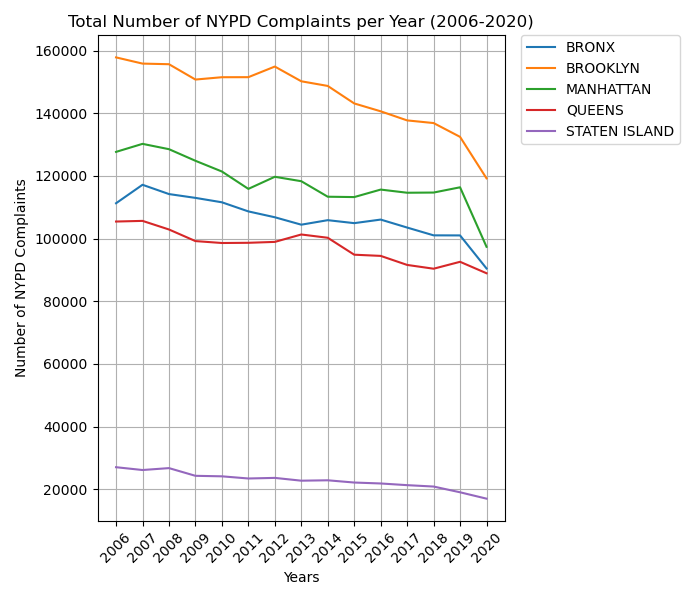 Total Number of NYPD Complaints per Year (2006-2020)
BRONX
BROOKLYN
MANHATTAN
QUEENS
STATEN ISLAND
Number of NYPD Complaints
160000
140000
120000
100000
80000
60000
40000
20000
2006
2007
2008
2009
2010
2011
2012
2013
2014
2015
2016
2017
2018
2019
2020
Years